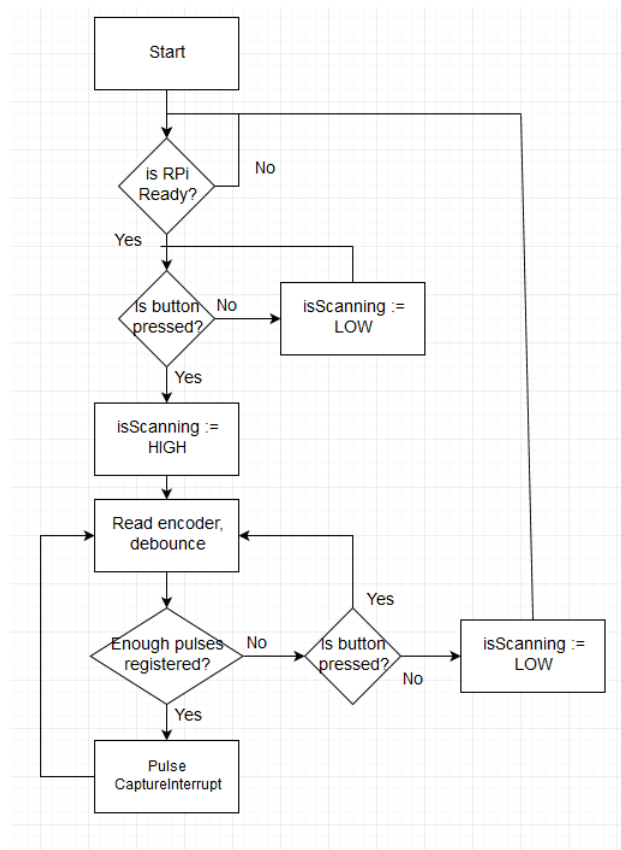 Start
is RPi
Ready?
No
Yes
Is button
pressed?
No
isScanning :=
LOW
Yes
isScanning :=
HIGH
Read encoder,
debounce
Yes
Enough pulses
registered?
No
Is button
pressed?
No
isScanning :=
LOW
Yes
Pulse
CaptureInterrupt